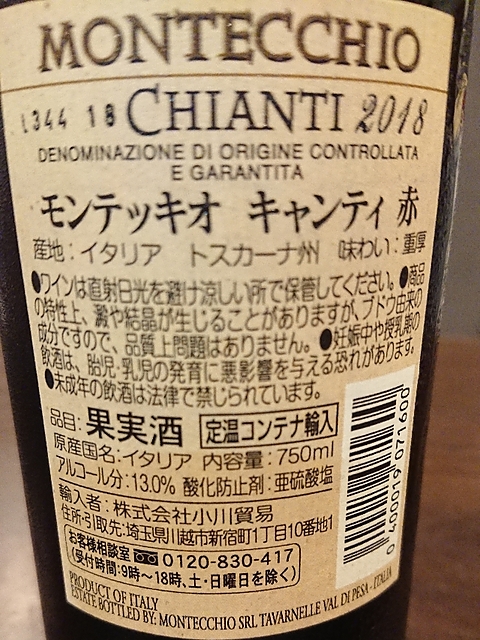 MONTECCHIO
L344 18 CHIANTI 2018
DENOMINAZIONE DI ORIGINE CONTROLLATA
E GARANTITA
モンテッキオ キャンティ 赤
産地:イタリア トスカーナ州 味わい:重厚
●ワインは直射日光を避け涼しい所で保管してください。●商品
の特性上、澱や結晶が生じることがありますが、ブドウ由来の
成分ですので、品質上問題はありません。●妊娠中や授乳期の
飲酒は、胎児・乳児の発育に悪影響を与える恐れがあります。
●未成年の飲酒は法律で禁じられています。
品目:果実酒 定温コンテナ輸入
原産国名:イタリア 内容量:750ml
アルコール分:13.0% 酸化防止剤:亜硫酸塩
輸入者:株式会社小川貿易
住所・引取先:埼玉県川越市新宿町1丁目10番地1
お客様相談室 0120-830-417
(受付時間:9時〜18時、土・日曜日を除く)
PRODUCT OF ITALY
ESTATE BOTTLED BY: MONTECCHIO SRL TAVARNELLE VAL DI PESA - ITALIA
0 400019 071600